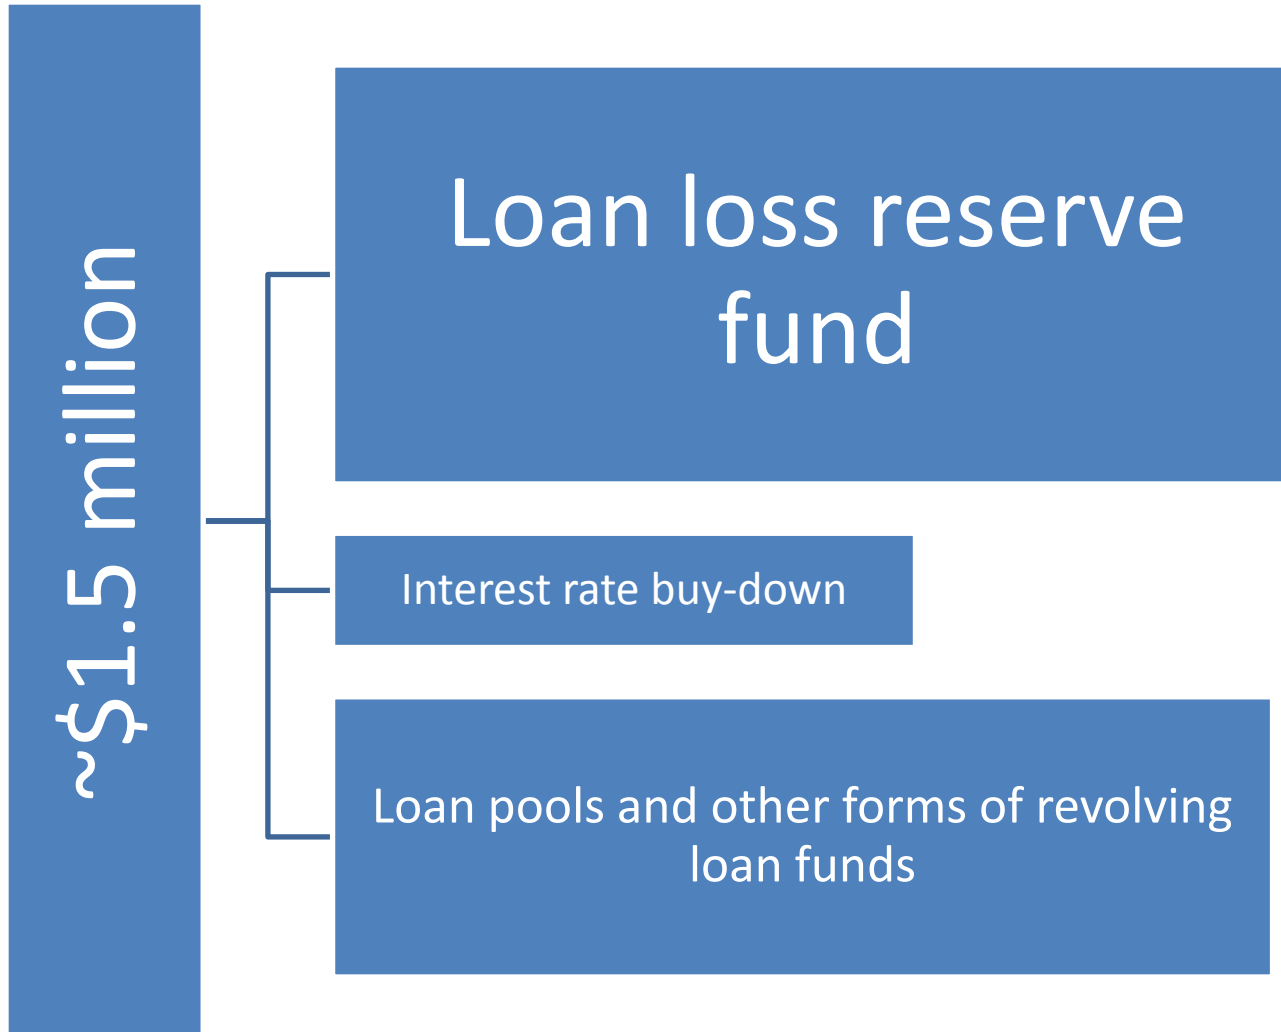 ~$1.5 million
Loan loss reserve
fund
Interest rate buy-down
Loan pools and other forms of revolving
loan funds